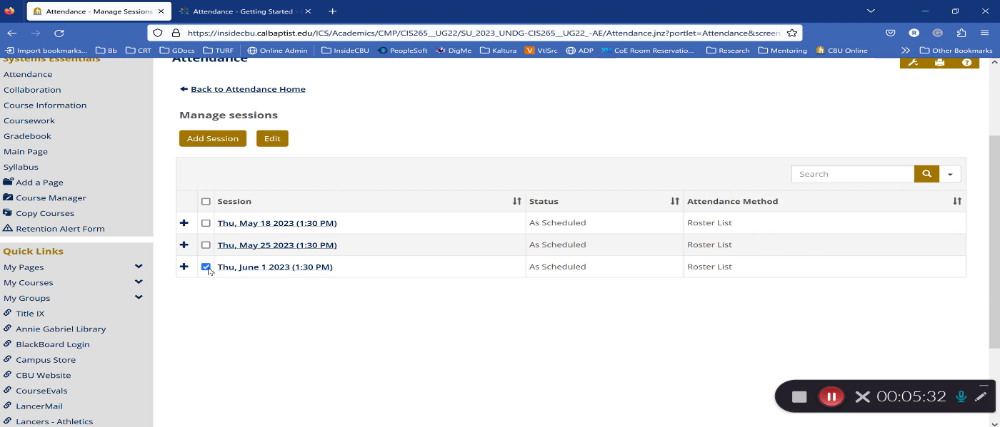 Attendance - Manage Sessions
Attendance - Getting Started -
https://insidecbu.calbaptist.edu/ICS/Academics/CMP/CIS265__UG22/SU_2023_UNDG-CIS265__UG22_-AE/Attendance.jnz?portlet=Attendance&screen
Import bookmarks... Bb CRT GDocs TURF Online Admin InsideCBU PeopleSoft DigMe Kaltura VtlSrc ADP CoE Room Reservatio... Research Mentoring CBU Online Other Bookmarks
Systems Essentials
Attendance
Collaboration
Course Information
Coursework
Gradebook
Main Page
Syllabus
Add a Page
Course Manager
Copy Courses
Retention Alert Form
Quick Links
My Pages
My Courses
My Groups
Title IX
Annie Gabriel Library
BlackBoard Login
Campus Store
CBU Website
CourseEvals
LancerMail
Lancers - Athletics
Attendance
Back to Attendance Home
Manage sessions
Add Session Edit
Search
Session Status Attendance Method
Thu, May 18 2023 (1:30 PM) As Scheduled Roster List
Thu, May 25 2023 (1:30 PM) As Scheduled Roster List
Thu, June 1 2023 (1:30 PM) As Scheduled Roster List
00:05:32